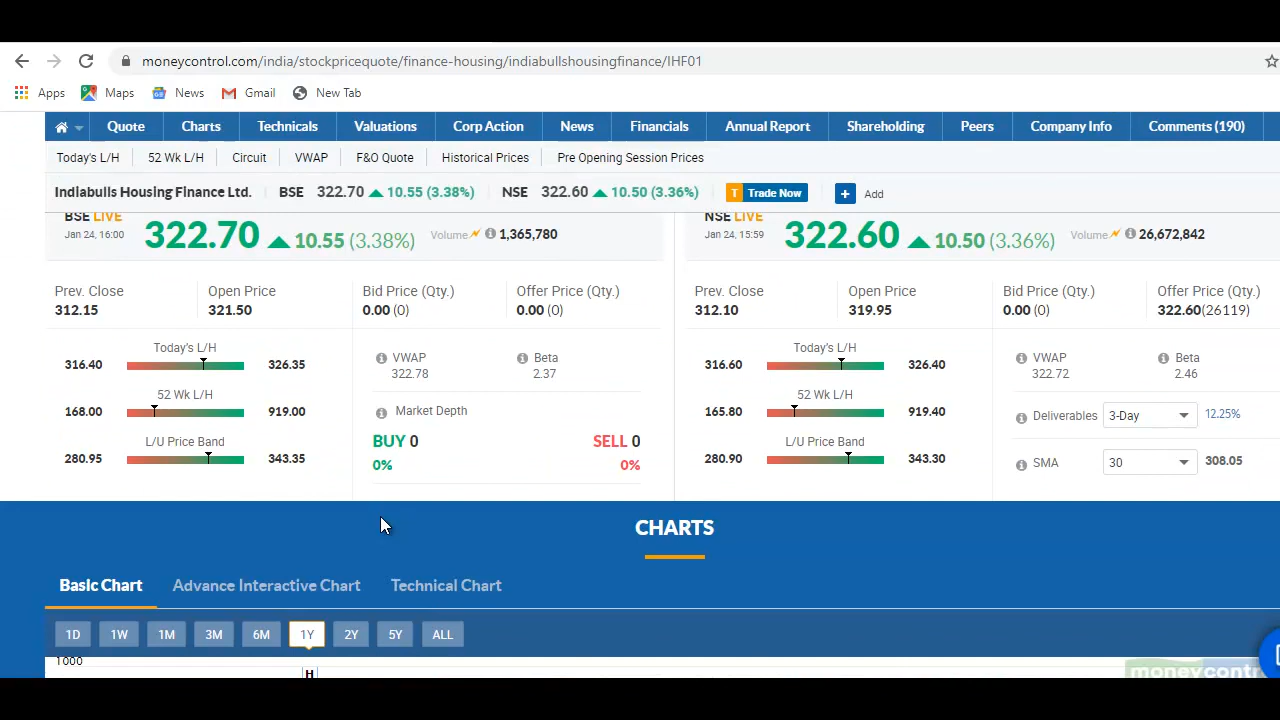 moneycontrol.com/india/stockpricequote/finance-housing/indiabullshousingfinance/IHF01
Apps Maps News Gmail New Tab
Quote Charts Technicals Valuations Corp Action News Financials Annual Report Shareholding Peers Company Info Comments (190)
Today's L/H 52 Wk L/H Circuit VWAP F&O Quote Historical Prices Pre Opening Session Prices
Indiabulls Housing Finance Ltd. BSE 322.70 10.55 (3.38%) NSE 322.60 10.50 (3.36%) T Trade Now + Add
BSE LIVE
Jan 24, 16:00
322.70 10.55 (3.38%) Volume 1,365,780
NSE LIVE
Jan 24, 15:59
322.60 10.50 (3.36%) Volume 26,672,842
Prev. Close Open Price Bid Price (Qty.) Offer Price (Qty.)
312.15 321.50 0.00 (0) 0.00 (0)
Today's L/H
316.40 326.35
52 Wk L/H
168.00 919.00
L/U Price Band
280.95 343.35
VWAP Beta
322.78 2.37
Market Depth
BUY 0 SELL 0
0% 0%
Prev. Close Open Price Bid Price (Qty.) Offer Price (Qty.)
312.10 319.95 0.00 (0) 322.60(26119)
Today's L/H
316.60 326.40
52 Wk L/H
165.80 919.40
L/U Price Band
280.90 343.30
VWAP Beta
322.72 2.46
Deliverables 3-Day 12.25%
SMA 30 308.05
CHARTS
Basic Chart Advance Interactive Chart Technical Chart
1D 1W 1M 3M 6M 1Y 2Y 5Y ALL
1000
H
moneycontr